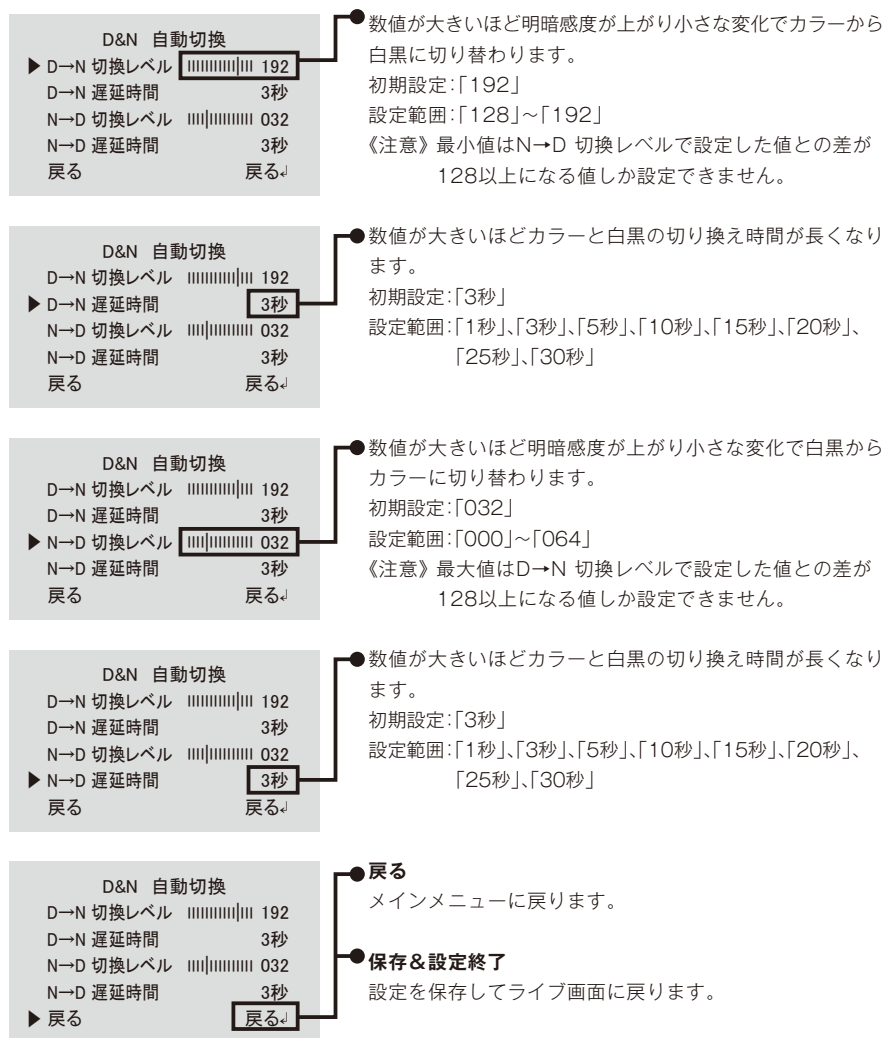 D&N 自動切換
▶ D→N 切換レベル 192
D→N 遅延時間 3秒
N→D 切換レベル 032
N→D 遅延時間 3秒
戻る 戻る↲
●数値が大きいほど明暗感度が上がり小さな変化でカラーから
白黒に切り替わります。
初期設定:「192」
設定範囲:「128」~「192」
《注意》最小値はN→D 切換レベルで設定した値との差が
128以上になる値しか設定できません。
D&N 自動切換
D→N 切換レベル 192
▶ D→N 遅延時間 3秒
N→D 切換レベル 032
N→D 遅延時間 3秒
戻る 戻る↲
●数値が大きいほどカラーと白黒の切り換え時間が長くなり
ます。
初期設定:「3秒」
設定範囲:「1秒」、「3秒」、「5秒」、「10秒」、「15秒」、「20秒」、
「25秒」、「30秒」
D&N 自動切換
D→N 切換レベル 192
D→N 遅延時間 3秒
▶ N→D 切換レベル 032
N→D 遅延時間 3秒
戻る 戻る↲
●数値が大きいほど明暗感度が上がり小さな変化で白黒から
カラーに切り替わります。
初期設定:「032」
設定範囲:「000」~「064」
《注意》最大値はD→N 切換レベルで設定した値との差が
128以上になる値しか設定できません。
D&N 自動切換
D→N 切換レベル 192
D→N 遅延時間 3秒
N→D 切換レベル 032
▶ N→D 遅延時間 3秒
戻る 戻る↲
●数値が大きいほどカラーと白黒の切り換え時間が長くなり
ます。
初期設定:「3秒」
設定範囲:「1秒」、「3秒」、「5秒」、「10秒」、「15秒」、「20秒」、
「25秒」、「30秒」
D&N 自動切換
D→N 切換レベル 192
D→N 遅延時間 3秒
N→D 切換レベル 032
N→D 遅延時間 3秒
▶ 戻る 戻る↲
●戻る
メインメニューに戻ります。
●保存&設定終了
設定を保存してライブ画面に戻ります。